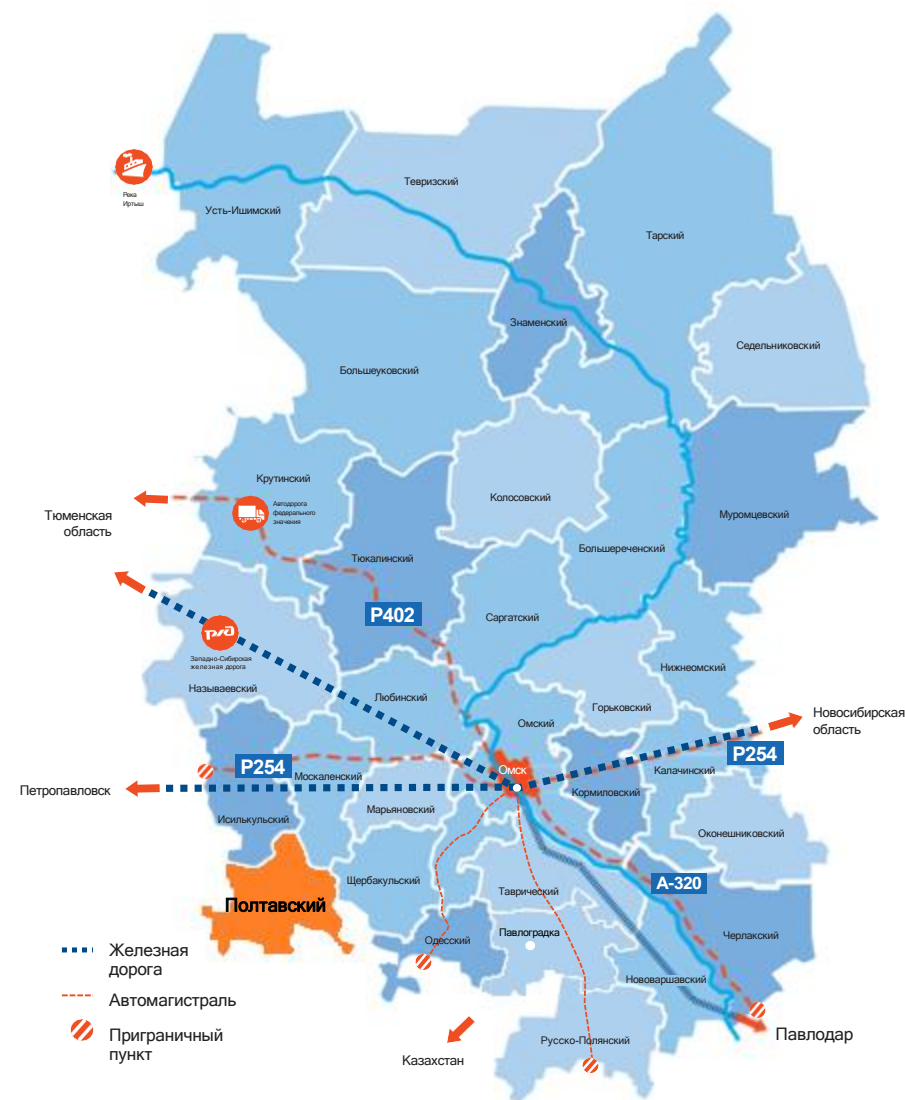 Река
Иртыш
Усть-Ишимский
Тевризский
Тарский
Знаменский
Седельниковский
Большеуковский
Крутинский
Колосовский
Автодорога
федерального
значения
Тюменская
область
Муромцевский
Тюкалинский
Большереченский
P402
Саргатский
РЖД
Западно-Сибирская
железная дорога
Называевский
Нижнеомский
Любинский
Горьковский
Омский
Новосибирская
область
P254
P254
Москаленский
Омск
Калачинский
Петропавловск
Марьяновский
Кормиловский
Исилькульский
Оконешниковский
Щербакульский
Таврический
А-320
Полтавский
Павлоградка
Одесский
Черлакский
Железная
дорога
Нововаршавский
Автомагистраль
Приграничный
пункт
Казахстан
Русско-Полянский
Павлодар